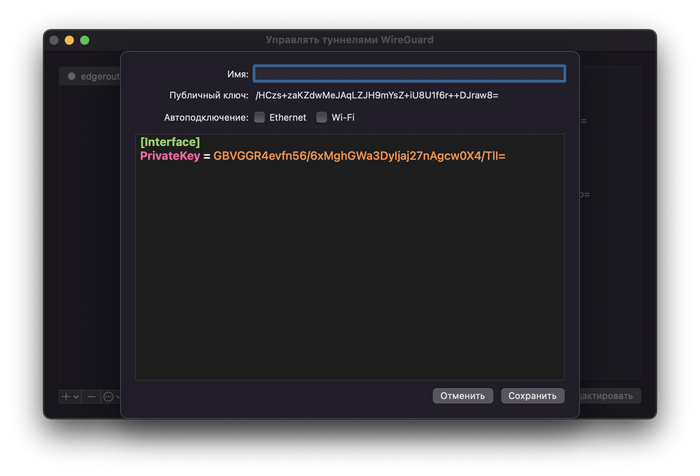 Управлять туннелями WireGuard
edgerout
Имя:
Публичный ключ: /HCzs+zaKZdwMeJAqLZJH9mYsZ+iU8U1f6r++DJraw8=
Автоподключение: Ethernet Wi-Fi
[Interface]
PrivateKey = GBVGGR4evfn56/6xMghGWa3Dyljaj27nAgcw0X4/TlI=
Отменить Сохранить
дактировать